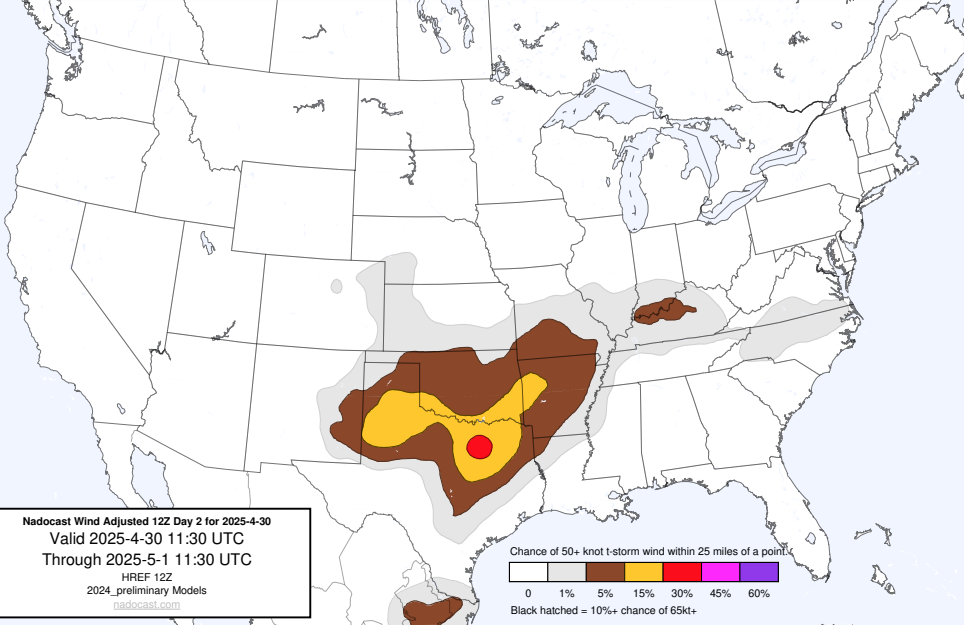 Nadocast Wind Adjusted 12Z Day 2 for 2025-4-30
Valid 2025-4-30 11:30 UTC
Through 2025-5-1 11:30 UTC
HREF 12Z
2024_preliminary Models
nadocast.com
Chance of 50+ knot t-storm wind within 25 miles of a point.
0 1% 5% 15% 30% 45% 60%
Black hatched = 10%+ chance of 65kt+